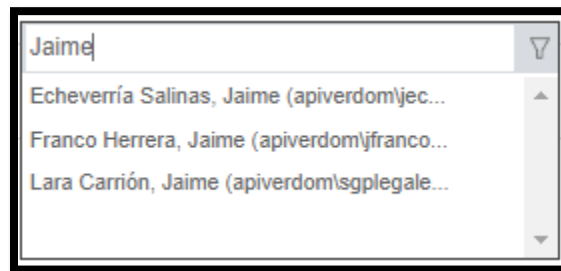 Jaime
Echeverría Salinas, Jaime (apiverdom\jec...
Franco Herrera, Jaime (apiverdom\jfranco...
Lara Carrión, Jaime (apiverdom\sgplegale...